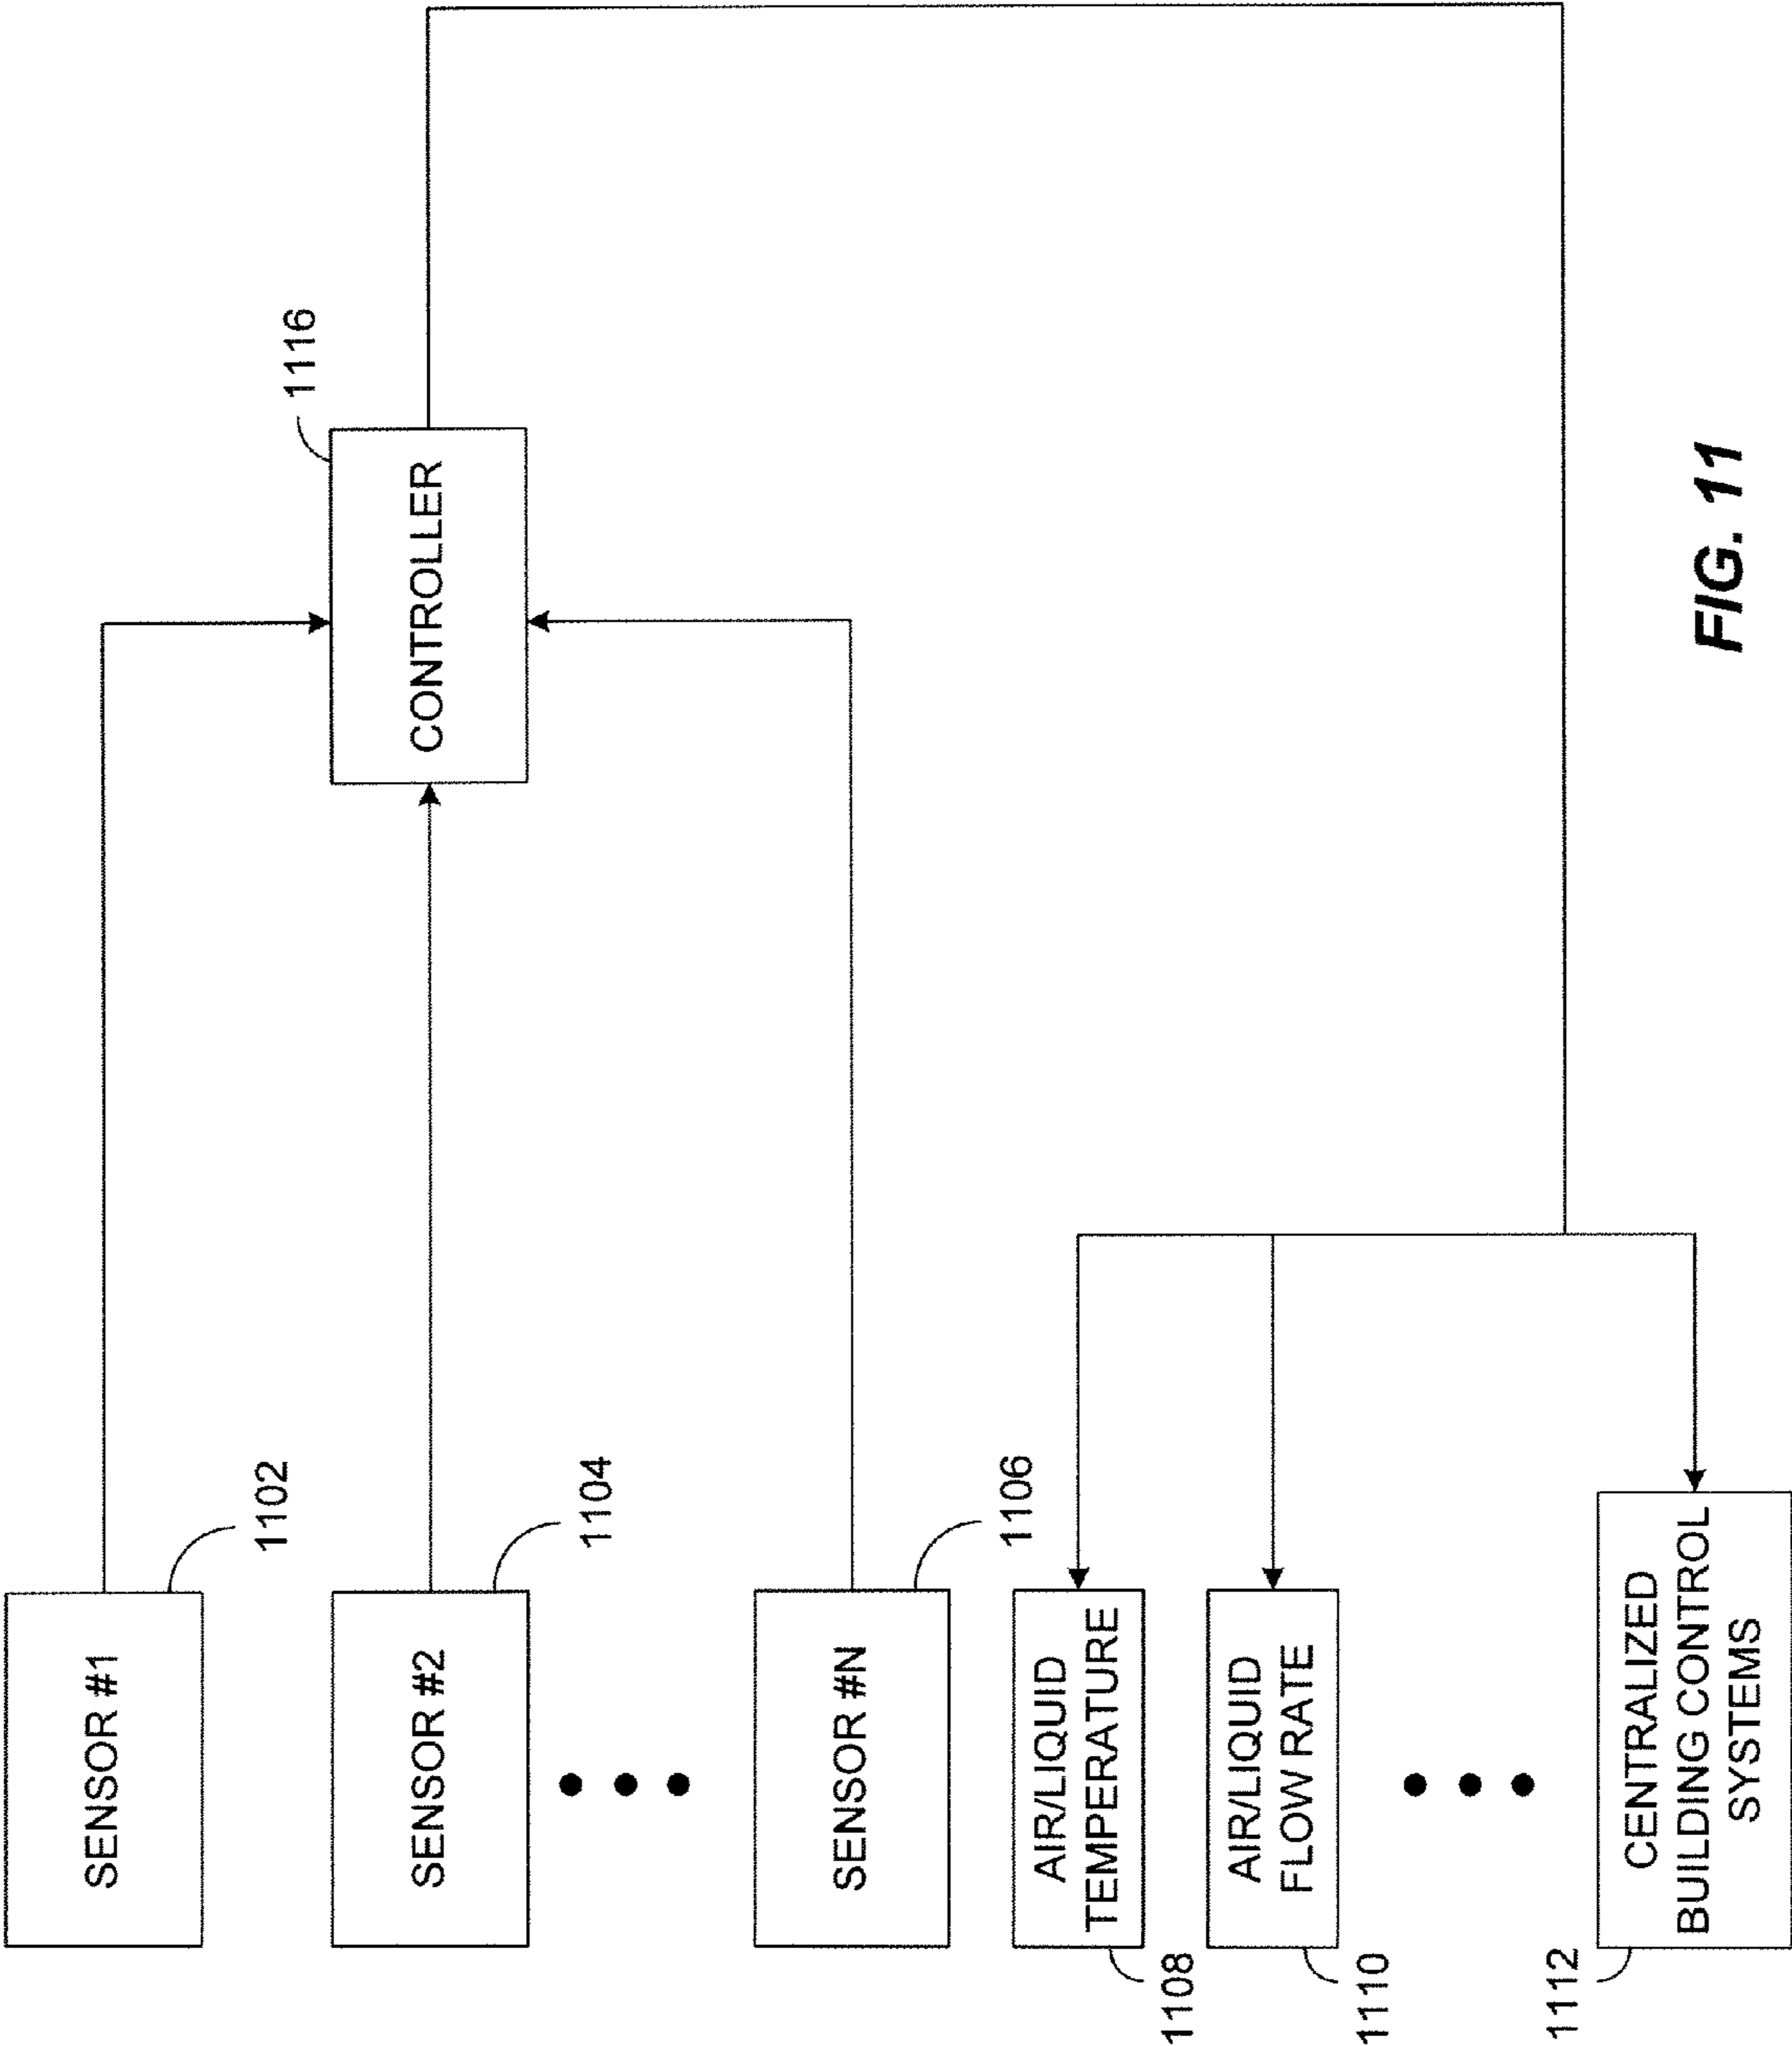 SENSOR #1
1102
SENSOR #2
1104
SENSOR #N
1106
CONTROLLER
1116
AIR/LIQUID
TEMPERATURE
1108
AIR/LIQUID
FLOW RATE
1110
CENTRALIZED
BUILDING CONTROL
SYSTEMS
1112
FIG. 11